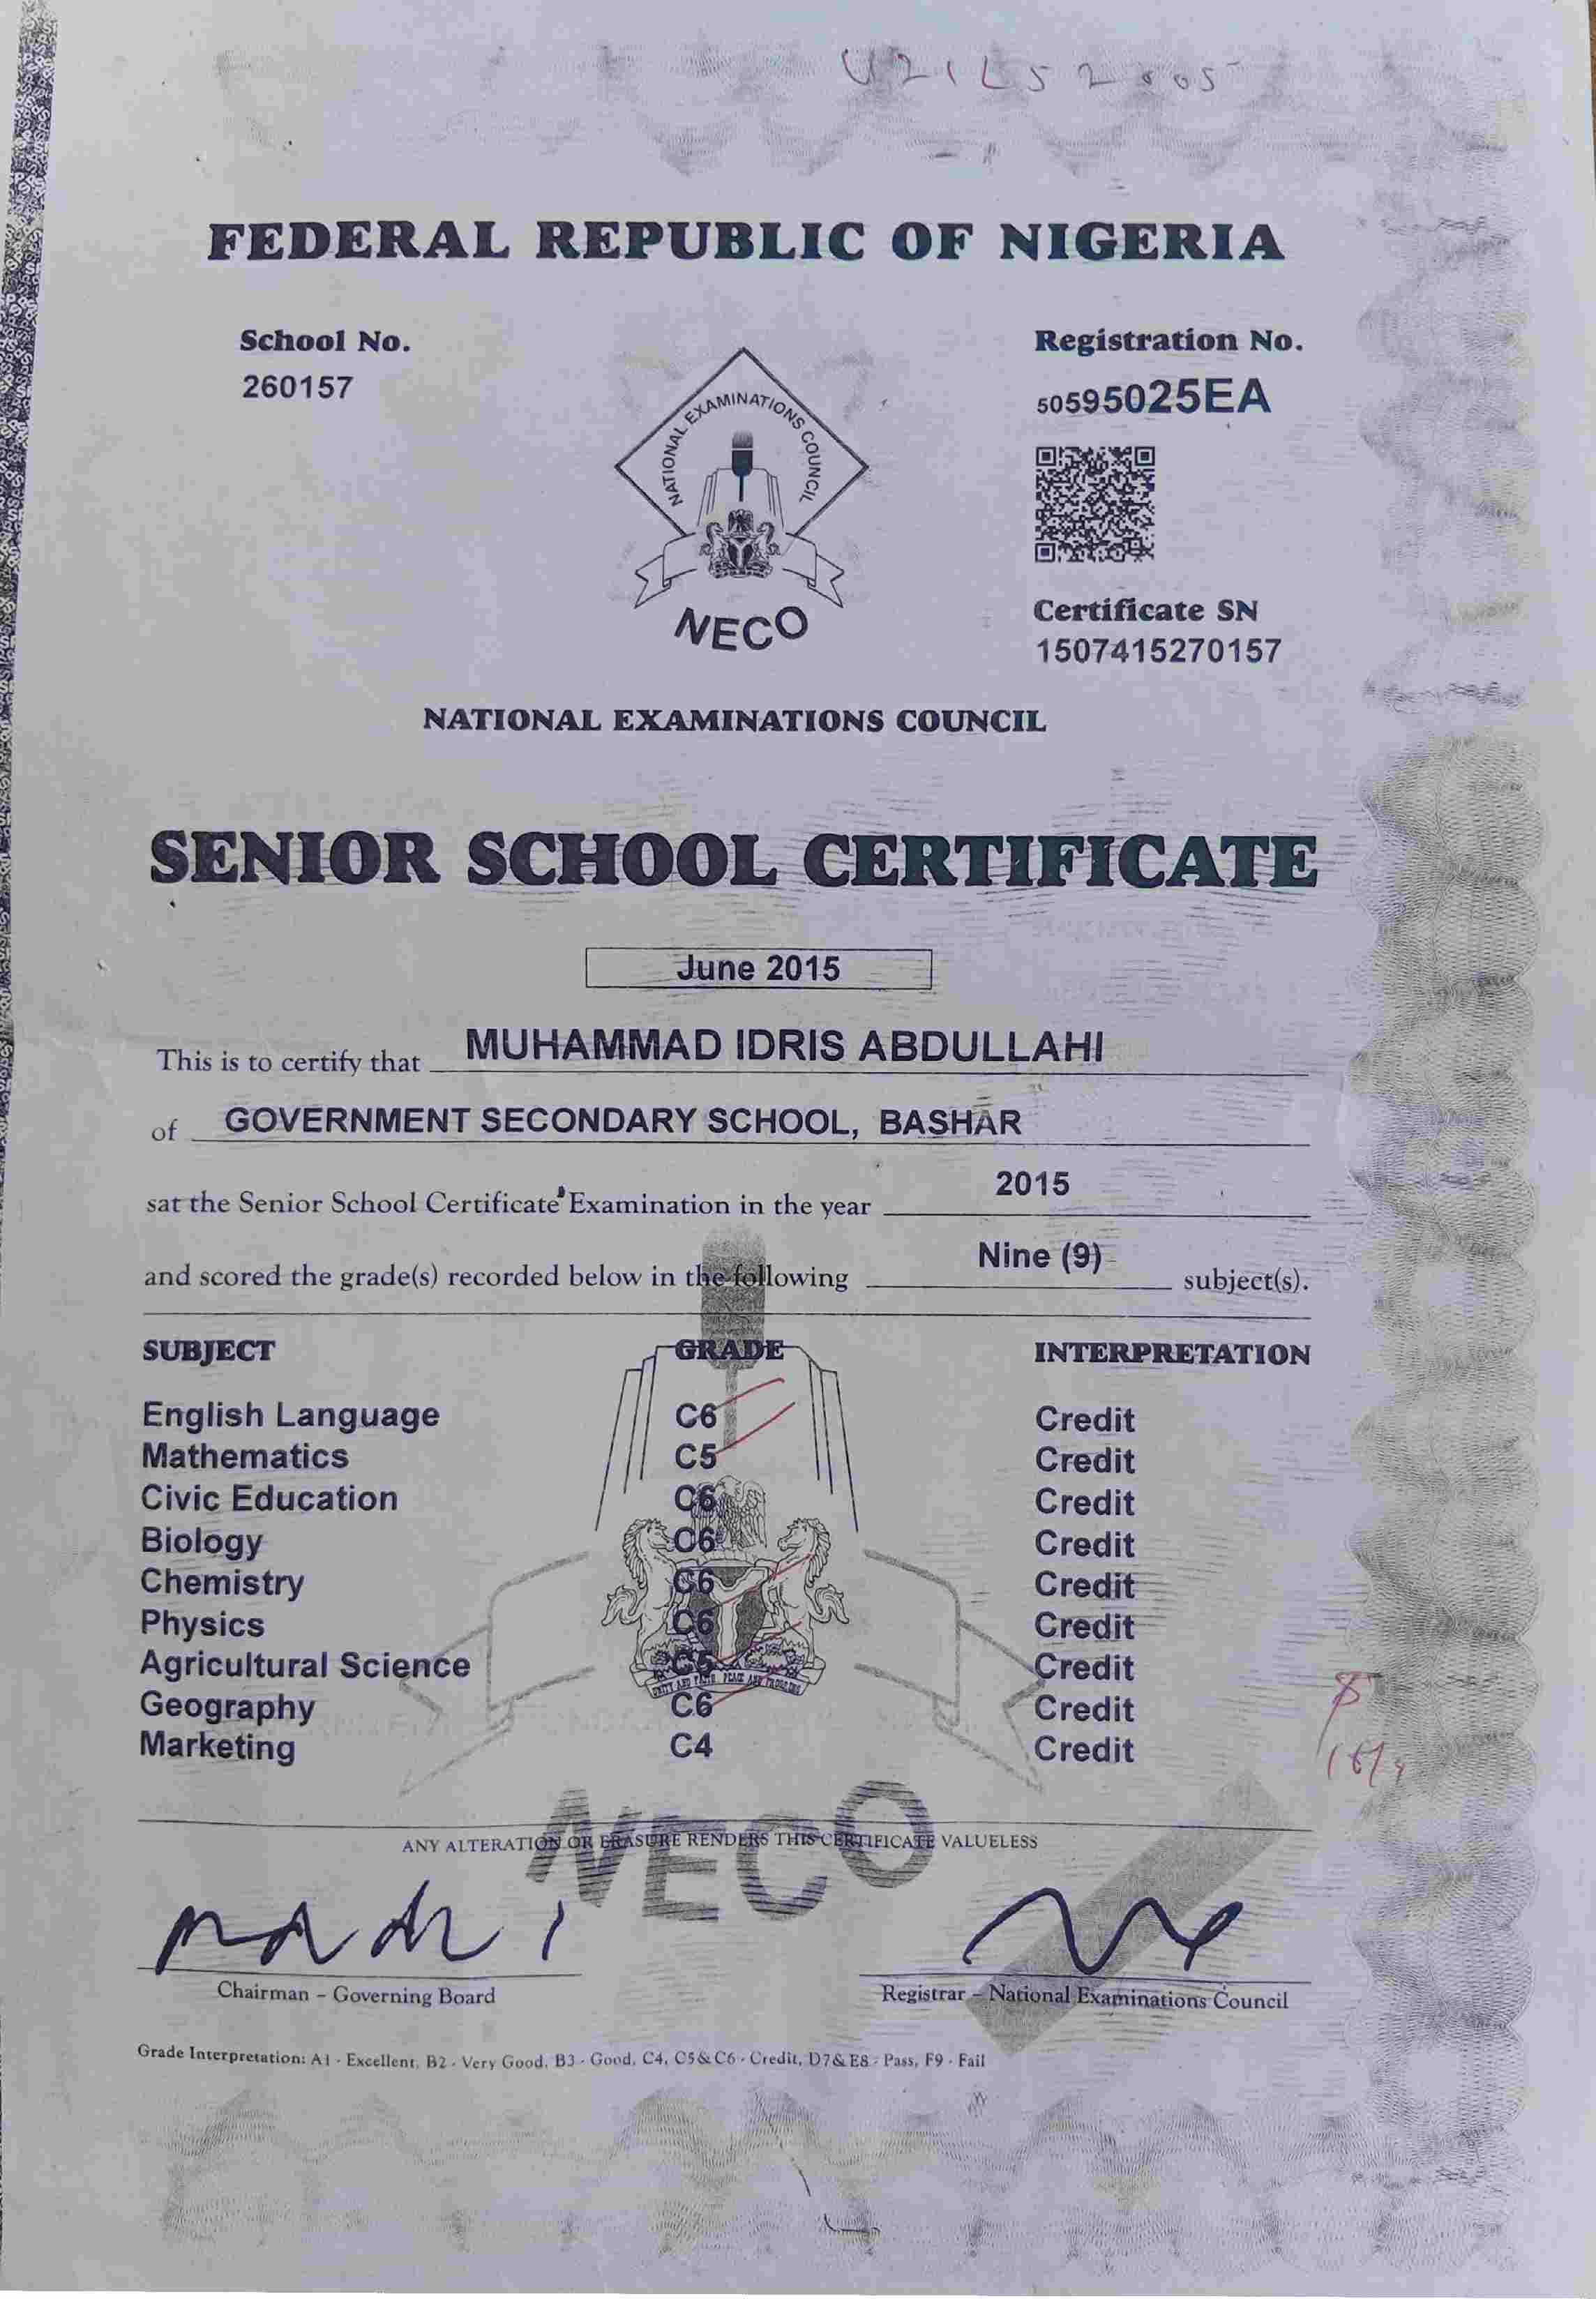 FEDERAL REPUBLIC OF NIGERIA
School No.
260157
Registration No.
50595025EA
NATIONAL EXAMINATIONS COUNCIL
NECO
Certificate SN
1507415270157
NATIONAL EXAMINATIONS COUNCIL
SENIOR SCHOOL CERTIFICATE
June 2015
This is to certify that MUHAMMAD IDRIS ABDULLAHI
of GOVERNMENT SECONDARY SCHOOL, BASHAR
sat the Senior School Certificate Examination in the year 2015
and scored the grade(s) recorded below in the following Nine (9) subject(s).
SUBJECT GRADE INTERPRETATION
English Language C6 Credit
Mathematics C5 Credit
Civic Education C6 Credit
Biology C6 Credit
Chemistry C6 Credit
Physics C6 Credit
Agricultural Science C5 Credit
UNITY AND FAITH, PEACE AND PROGRESS
Geography C6 Credit
Marketing C4 Credit
NECO
ANY ALTERATION OR ERASURE RENDERS THIS CERTIFICATE VALUELESS
Chairman - Governing Board
Registrar - National Examinations Council
Grade Interpretation: A1 - Excellent, B2 - Very Good, B3 - Good, C4, C5 & C6 - Credit, D7 & E8 - Pass, F9 - Fail